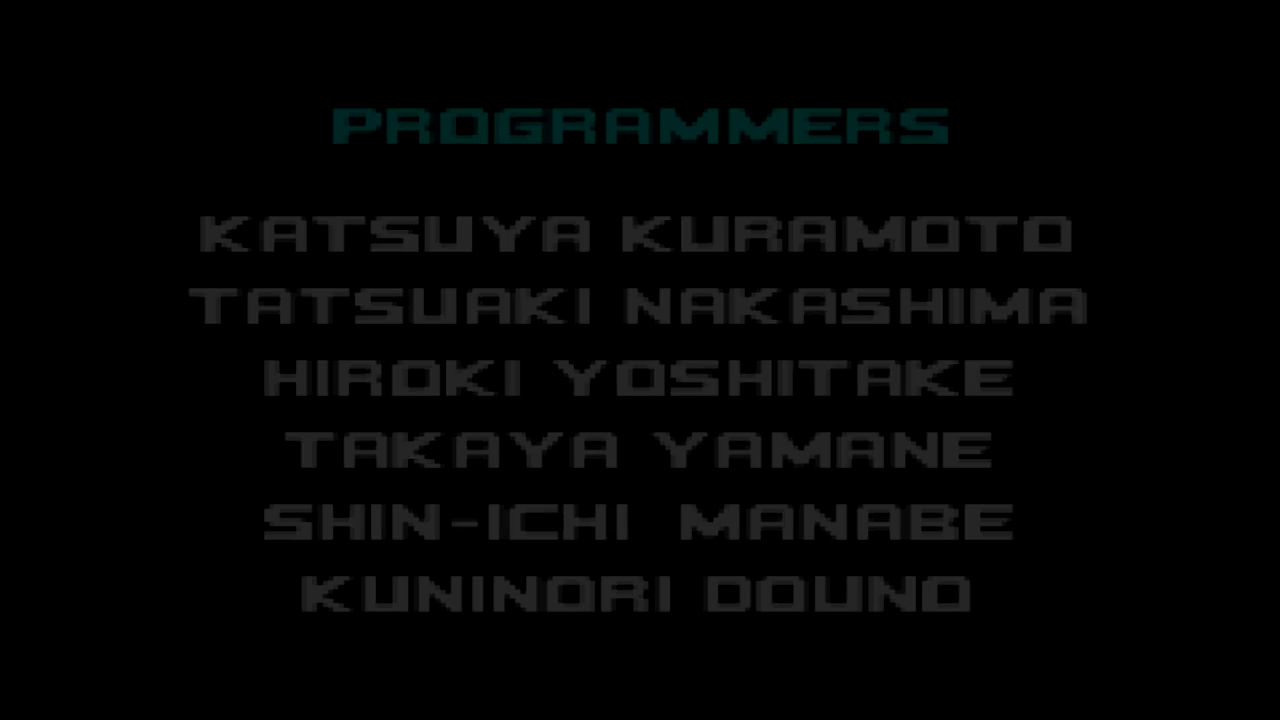 PROGRAMMERS
KATSUYA KURAMOTO
TATSUAKI NAKASHIMA
HIROKI YOSHITAKE
TAKAYA YAMANE
SHIN-ICHI MANABE
KUNINORI DOUNO